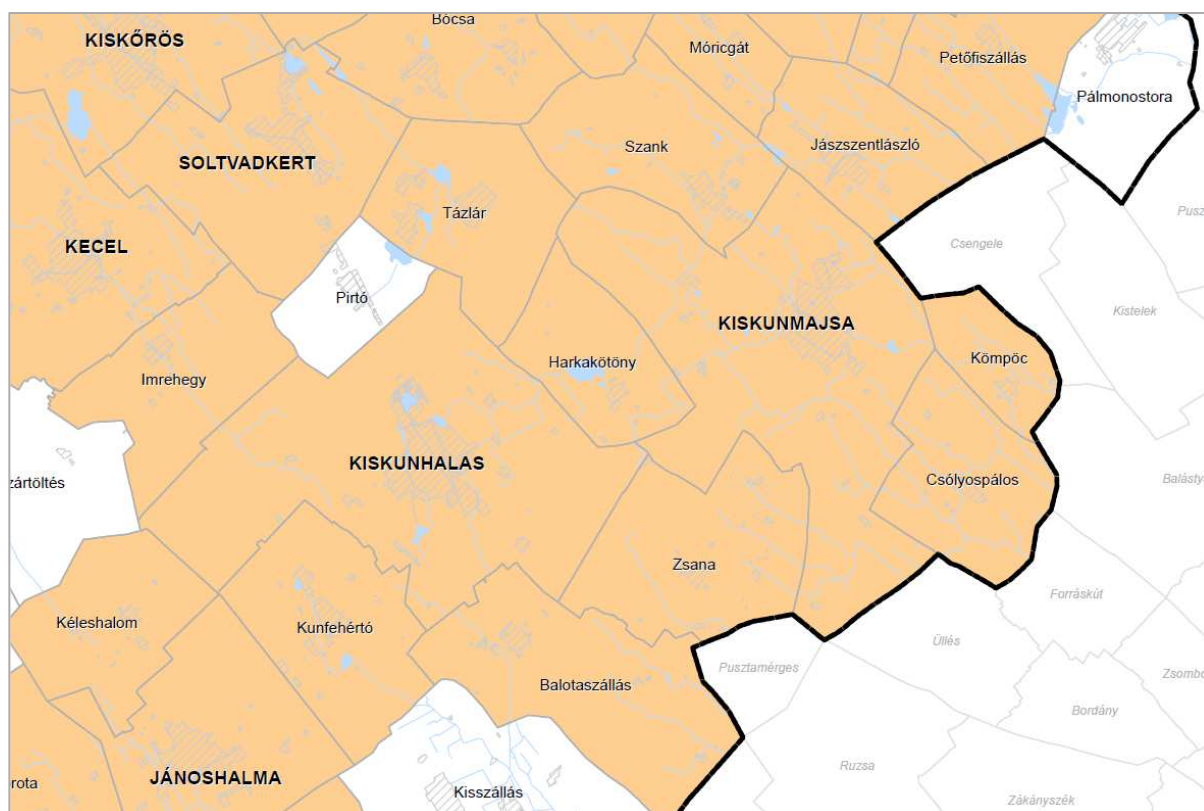 Bócsa
KISKŐRÖS
Móricgát
Petőfiszállás
Pálmonostora
Szank
Jászszentlászló
SOLTVADKERT
Tázlár
Pusz
KECEL
Csengele
Pirtó
Kistelek
KISKUNMAJSA
Kömpöc
Harkakötöny
Imrehegy
KISKUNHALAS
Csólyospálos
Balásty
zártöltés
Zsana
Forráskút
Kéleshalom
Kunfehértó
Üllés
Pusztamérges
Zsombo
Balotaszállás
Bordány
Ruzsa
JÁNOSHALMA
rota
Kisszállás
Zákányszék